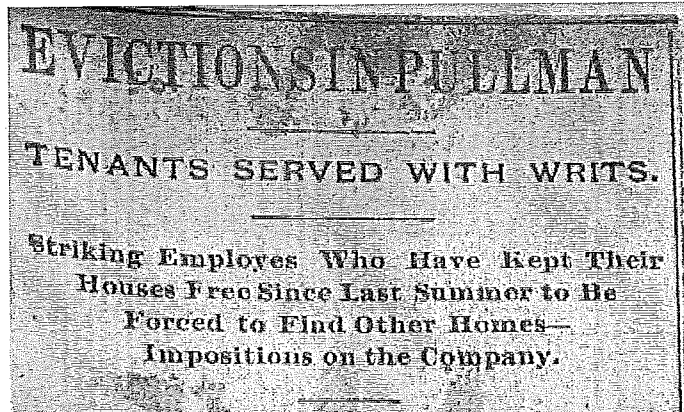 EVICTIONS IN PULLMAN
TENANTS SERVED WITH WRITS.
Striking Employes Who Have Kept Their
Houses Free Since Last Summer to Be
Forced to Find Other Homes—
Impositions on the Company.